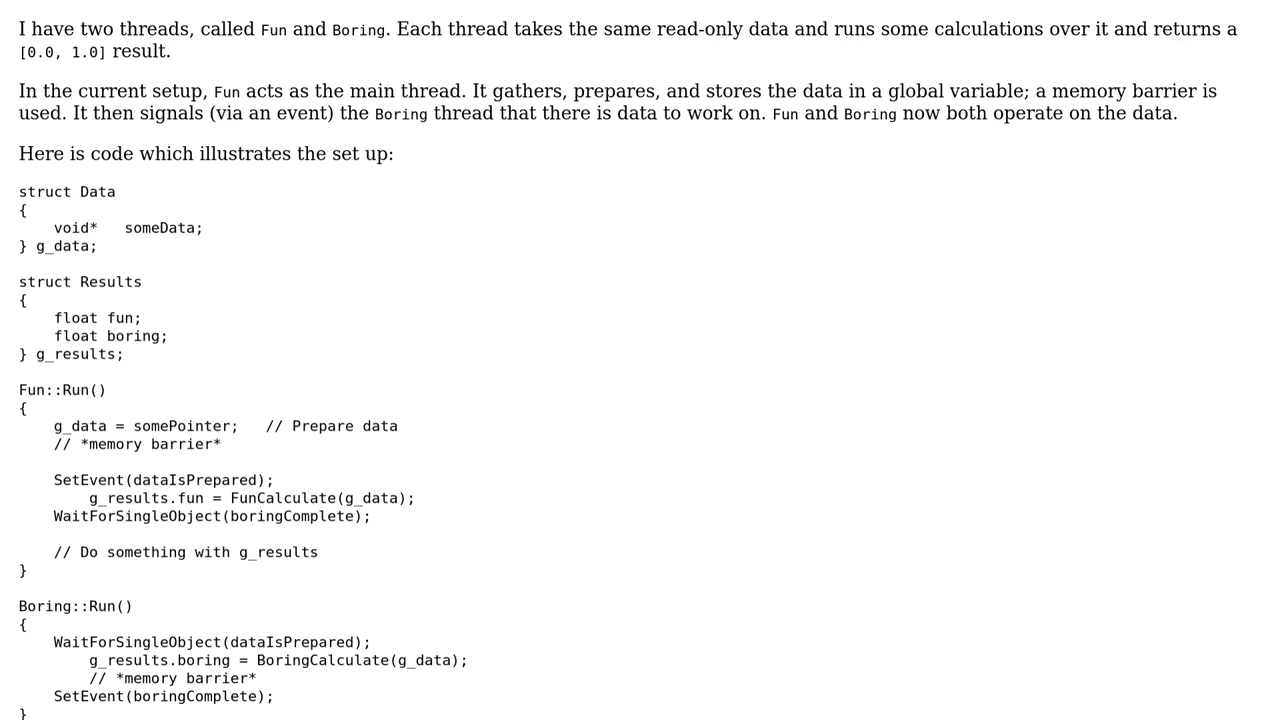 I have two threads, called Fun and Boring. Each thread takes the same read-only data and runs some calculations over it and returns a
[0.0, 1.0] result.
In the current setup, Fun acts as the main thread. It gathers, prepares, and stores the data in a global variable; a memory barrier is
used. It then signals (via an event) the Boring thread that there is data to work on. Fun and Boring now both operate on the data.
Here is code which illustrates the set up:
struct Data
{
    void*   someData;
} g_data;
struct Results
{
    float fun;
    float boring;
} g_results;
Fun::Run()
{
    g_data = somePointer;   // Prepare data
    // *memory barrier*
    SetEvent(dataIsPrepared);
        g_results.fun = FunCalculate(g_data);
    WaitForSingleObject(boringComplete);
    // Do something with g_results
}
Boring::Run()
{
    WaitForSingleObject(dataIsPrepared);
        g_results.boring = BoringCalculate(g_data);
        // *memory barrier*
    SetEvent(boringComplete);
}